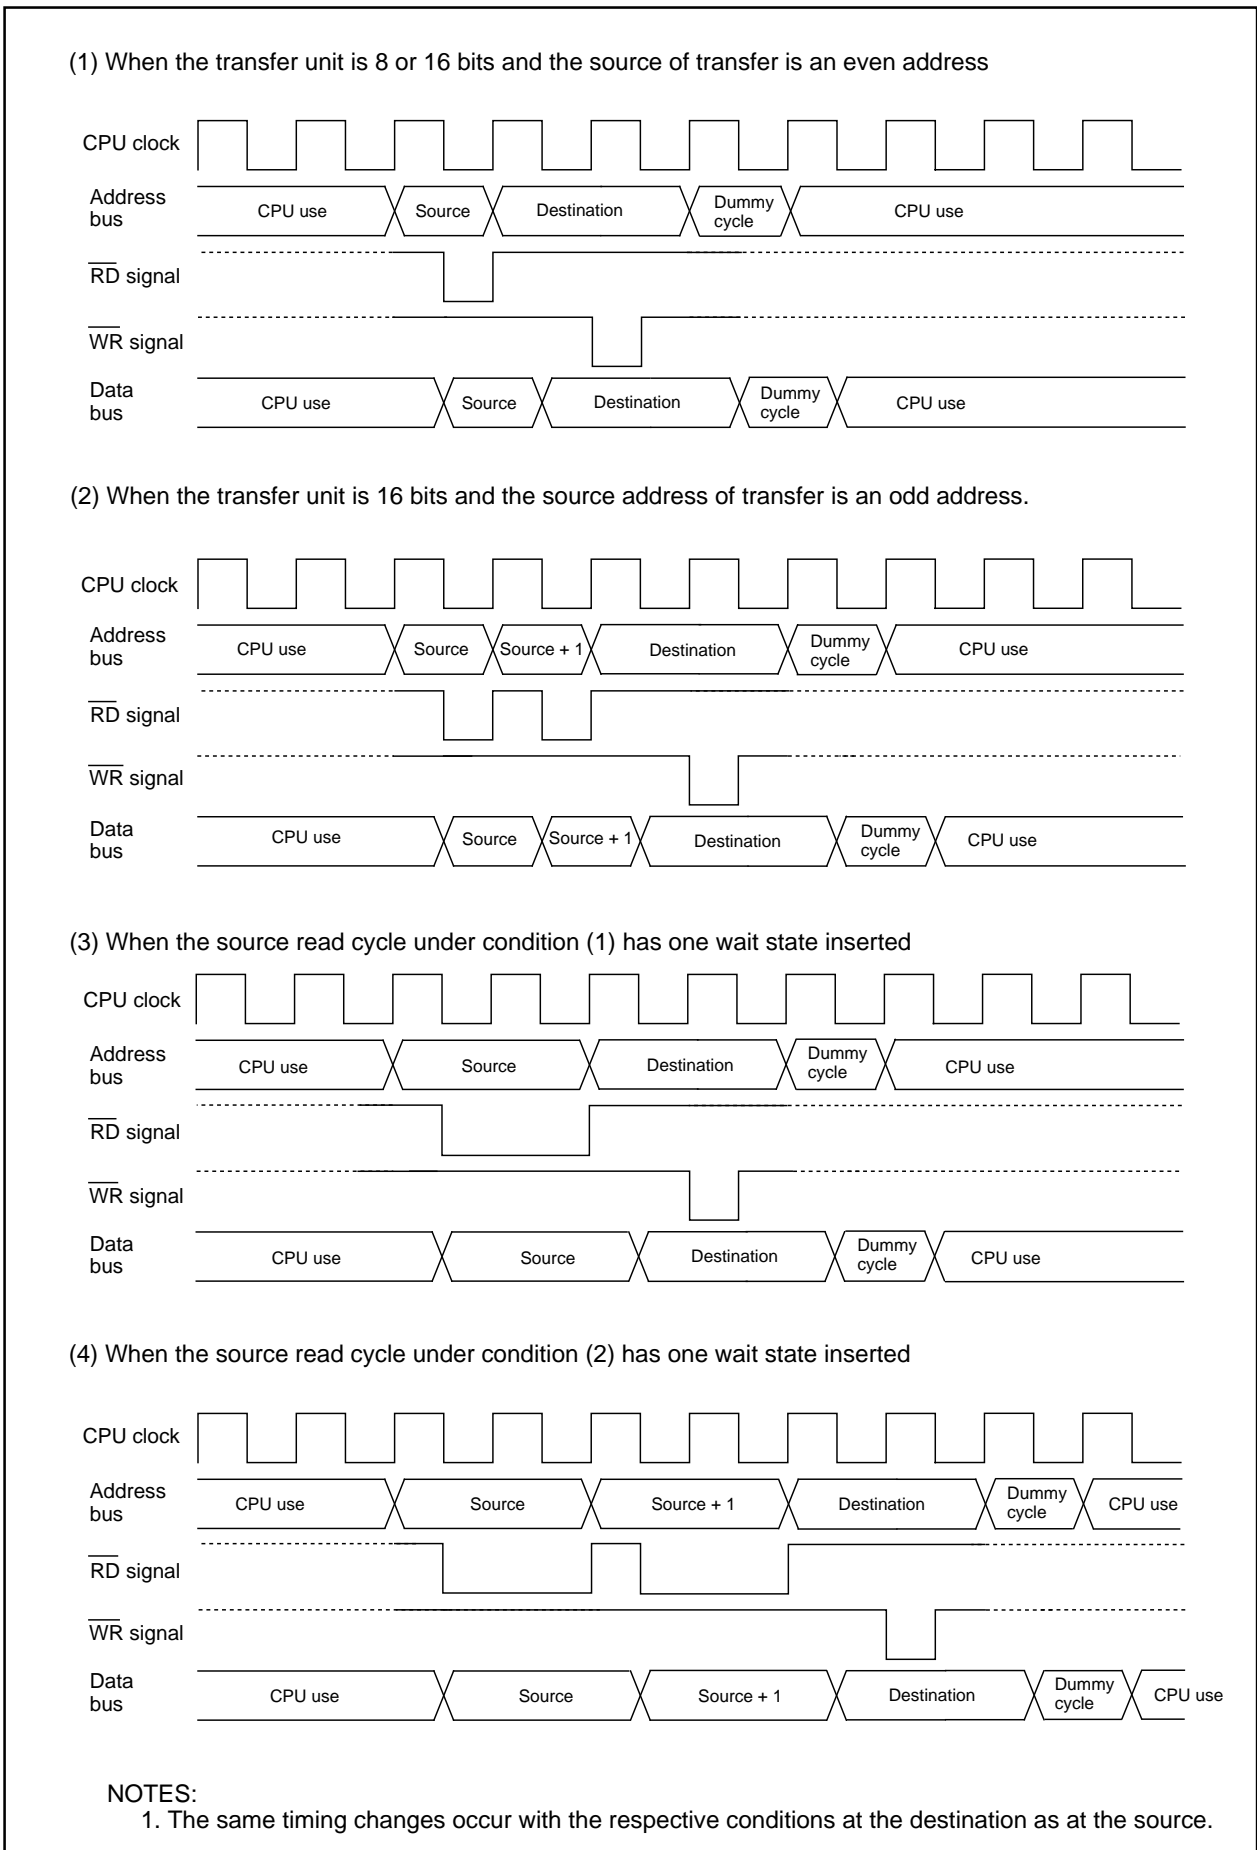 (1) When the transfer unit is 8 or 16 bits and the source of transfer is an even address
CPU clock
Address
bus
CPU use
Source
Destination
Dummy
cycle
CPU use
RD signal
WR signal
Data
bus
CPU use
Source
Destination
Dummy
cycle
CPU use
(2) When the transfer unit is 16 bits and the source address of transfer is an odd address.
CPU clock
Address
bus
CPU use
Source
Source + 1
Destination
Dummy
cycle
CPU use
RD signal
WR signal
Data
bus
CPU use
Source
Source + 1
Destination
Dummy
cycle
CPU use
(3) When the source read cycle under condition (1) has one wait state inserted
CPU clock
Address
bus
CPU use
Source
Destination
Dummy
cycle
CPU use
RD signal
WR signal
Data
bus
CPU use
Source
Destination
Dummy
cycle
CPU use
(4) When the source read cycle under condition (2) has one wait state inserted
CPU clock
Address
bus
CPU use
Source
Source + 1
Destination
Dummy
cycle
CPU use
RD signal
WR signal
Data
bus
CPU use
Source
Source + 1
Destination
Dummy
cycle
CPU use
NOTES:
1. The same timing changes occur with the respective conditions at the destination as at the source.